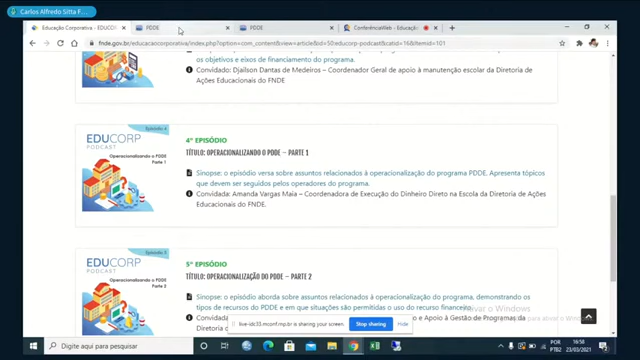 Carlos Alfredo Sitta F...
Educação Corporativa - EDUCOR
PDDE
PDDE
ConferênciaWeb - Educação
fnde.gov.br/educacaocorporativa/index.php?option=com_content&view=article&id=50:educorp-podcast&catid=16&Itemid=101
os objetivos e eixos de financiamento do programa.
Convidado: Djailson Dantas de Medeiros – Coordenador Geral de apoio à manutenção escolar da Diretoria de
Ações Educacionais do FNDE
Episódio 4
EDUCORP
PODCAST
Operacionalizando o PDDE
Parte 1
4º EPISÓDIO
TÍTULO: OPERACIONALIZANDO O PDDE – PARTE 1
Sinopse: o episódio versa sobre assuntos relacionados à operacionalização do programa PDDE. Apresenta tópicos
que devem ser seguidos pelos operadores do programa.
Convidada: Amanda Vargas Maia – Coordenadora de Execução do Dinheiro Direto na Escola da Diretoria de Ações
Educacionais do FNDE.
Episódio 5
EDUCORP
PODCAST
Operacionalizando o PDDE
Parte 2
5º EPISÓDIO
TÍTULO: OPERACIONALIZAÇÃO DO PDDE – PARTE 2
Sinopse: o episódio aborda sobre assuntos relacionados à operacionalização do programa, demonstrando os
tipos de recursos do PDDE e em que situações são permitidas o uso do recurso financeiro.
Ativar o Windows
e Apoio à Gestão de Programas da
para ativar o Windows.
live-idc33.mconf.rnp.br is sharing your screen
Stop sharing
Hide
Digite aqui para pesquisar
POR
PTB2
16:58
23/03/2021